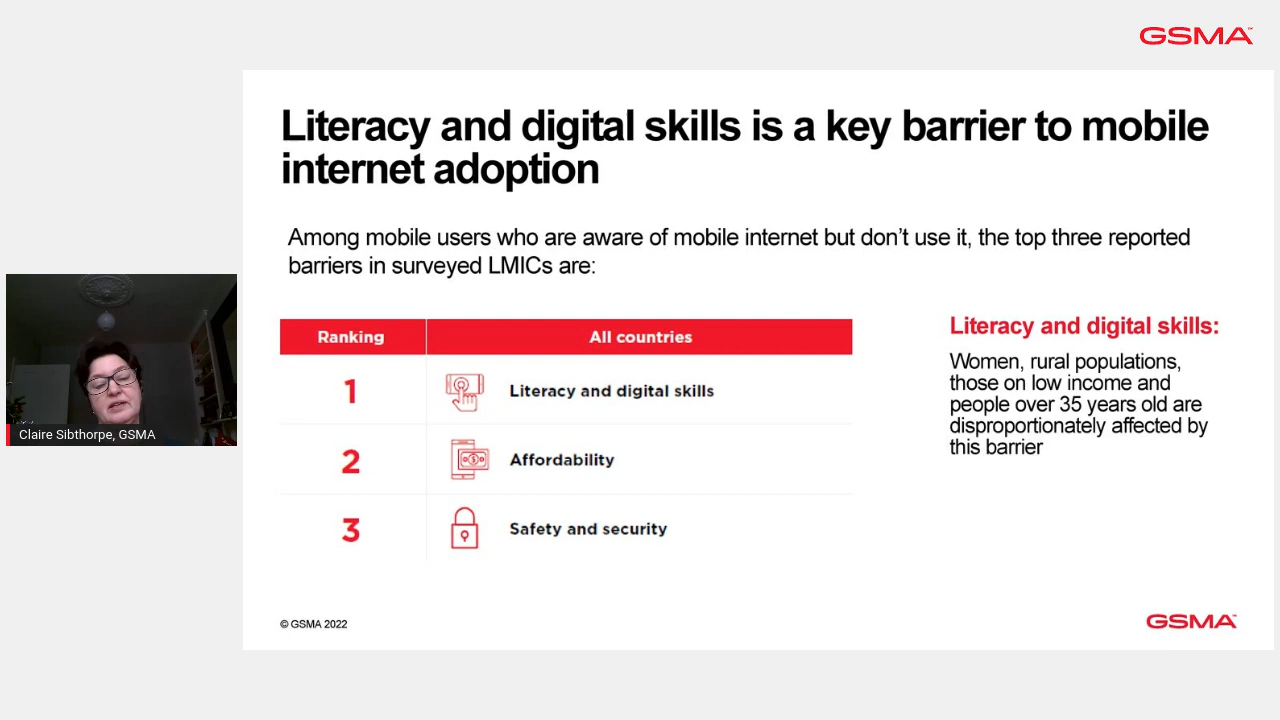 GSMA™
Literacy and digital skills is a key barrier to mobile
internet adoption
Among mobile users who are aware of mobile internet but don’t use it, the top three reported
barriers in surveyed LMICs are:
Ranking All countries
1 Literacy and digital skills
2 Affordability
3 Safety and security
Literacy and digital skills:
Women, rural populations,
those on low income and
people over 35 years old are
disproportionately affected by
this barrier
Claire Sibthorpe, GSMA
© GSMA 2022
GSMA™